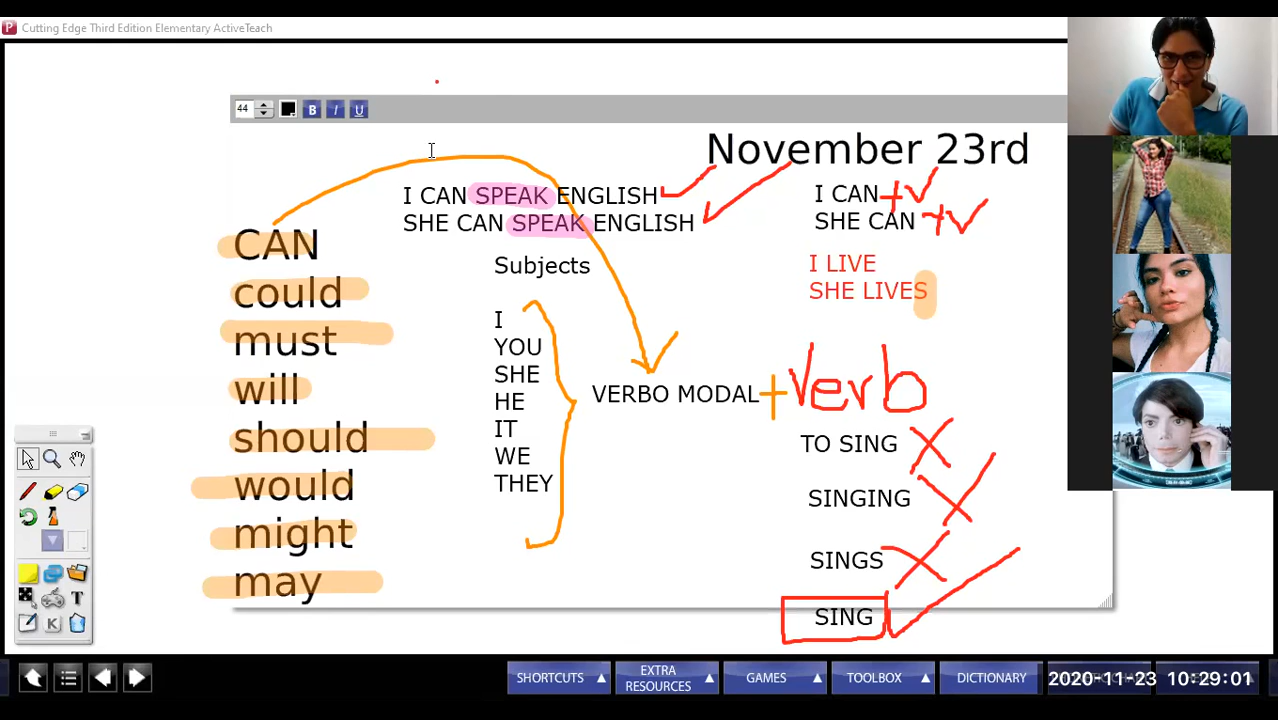 Cutting Edge Third Edition Elementary ActiveTeach
44 B I U
November 23rd
I CAN SPEAK ENGLISH
SHE CAN SPEAK ENGLISH
I CAN + V
SHE CAN + V
I LIVE
SHE LIVES
CAN
could
must
will
should
would
might
may
Subjects
I
YOU
SHE
HE
IT
WE
THEY
VERBO MODAL + Verb
TO SING
SINGING
SINGS
SING
T
K
SHORTCUTS
EXTRA
RESOURCES
GAMES
TOOLBOX
DICTIONARY
2020-11-23 10:29:01